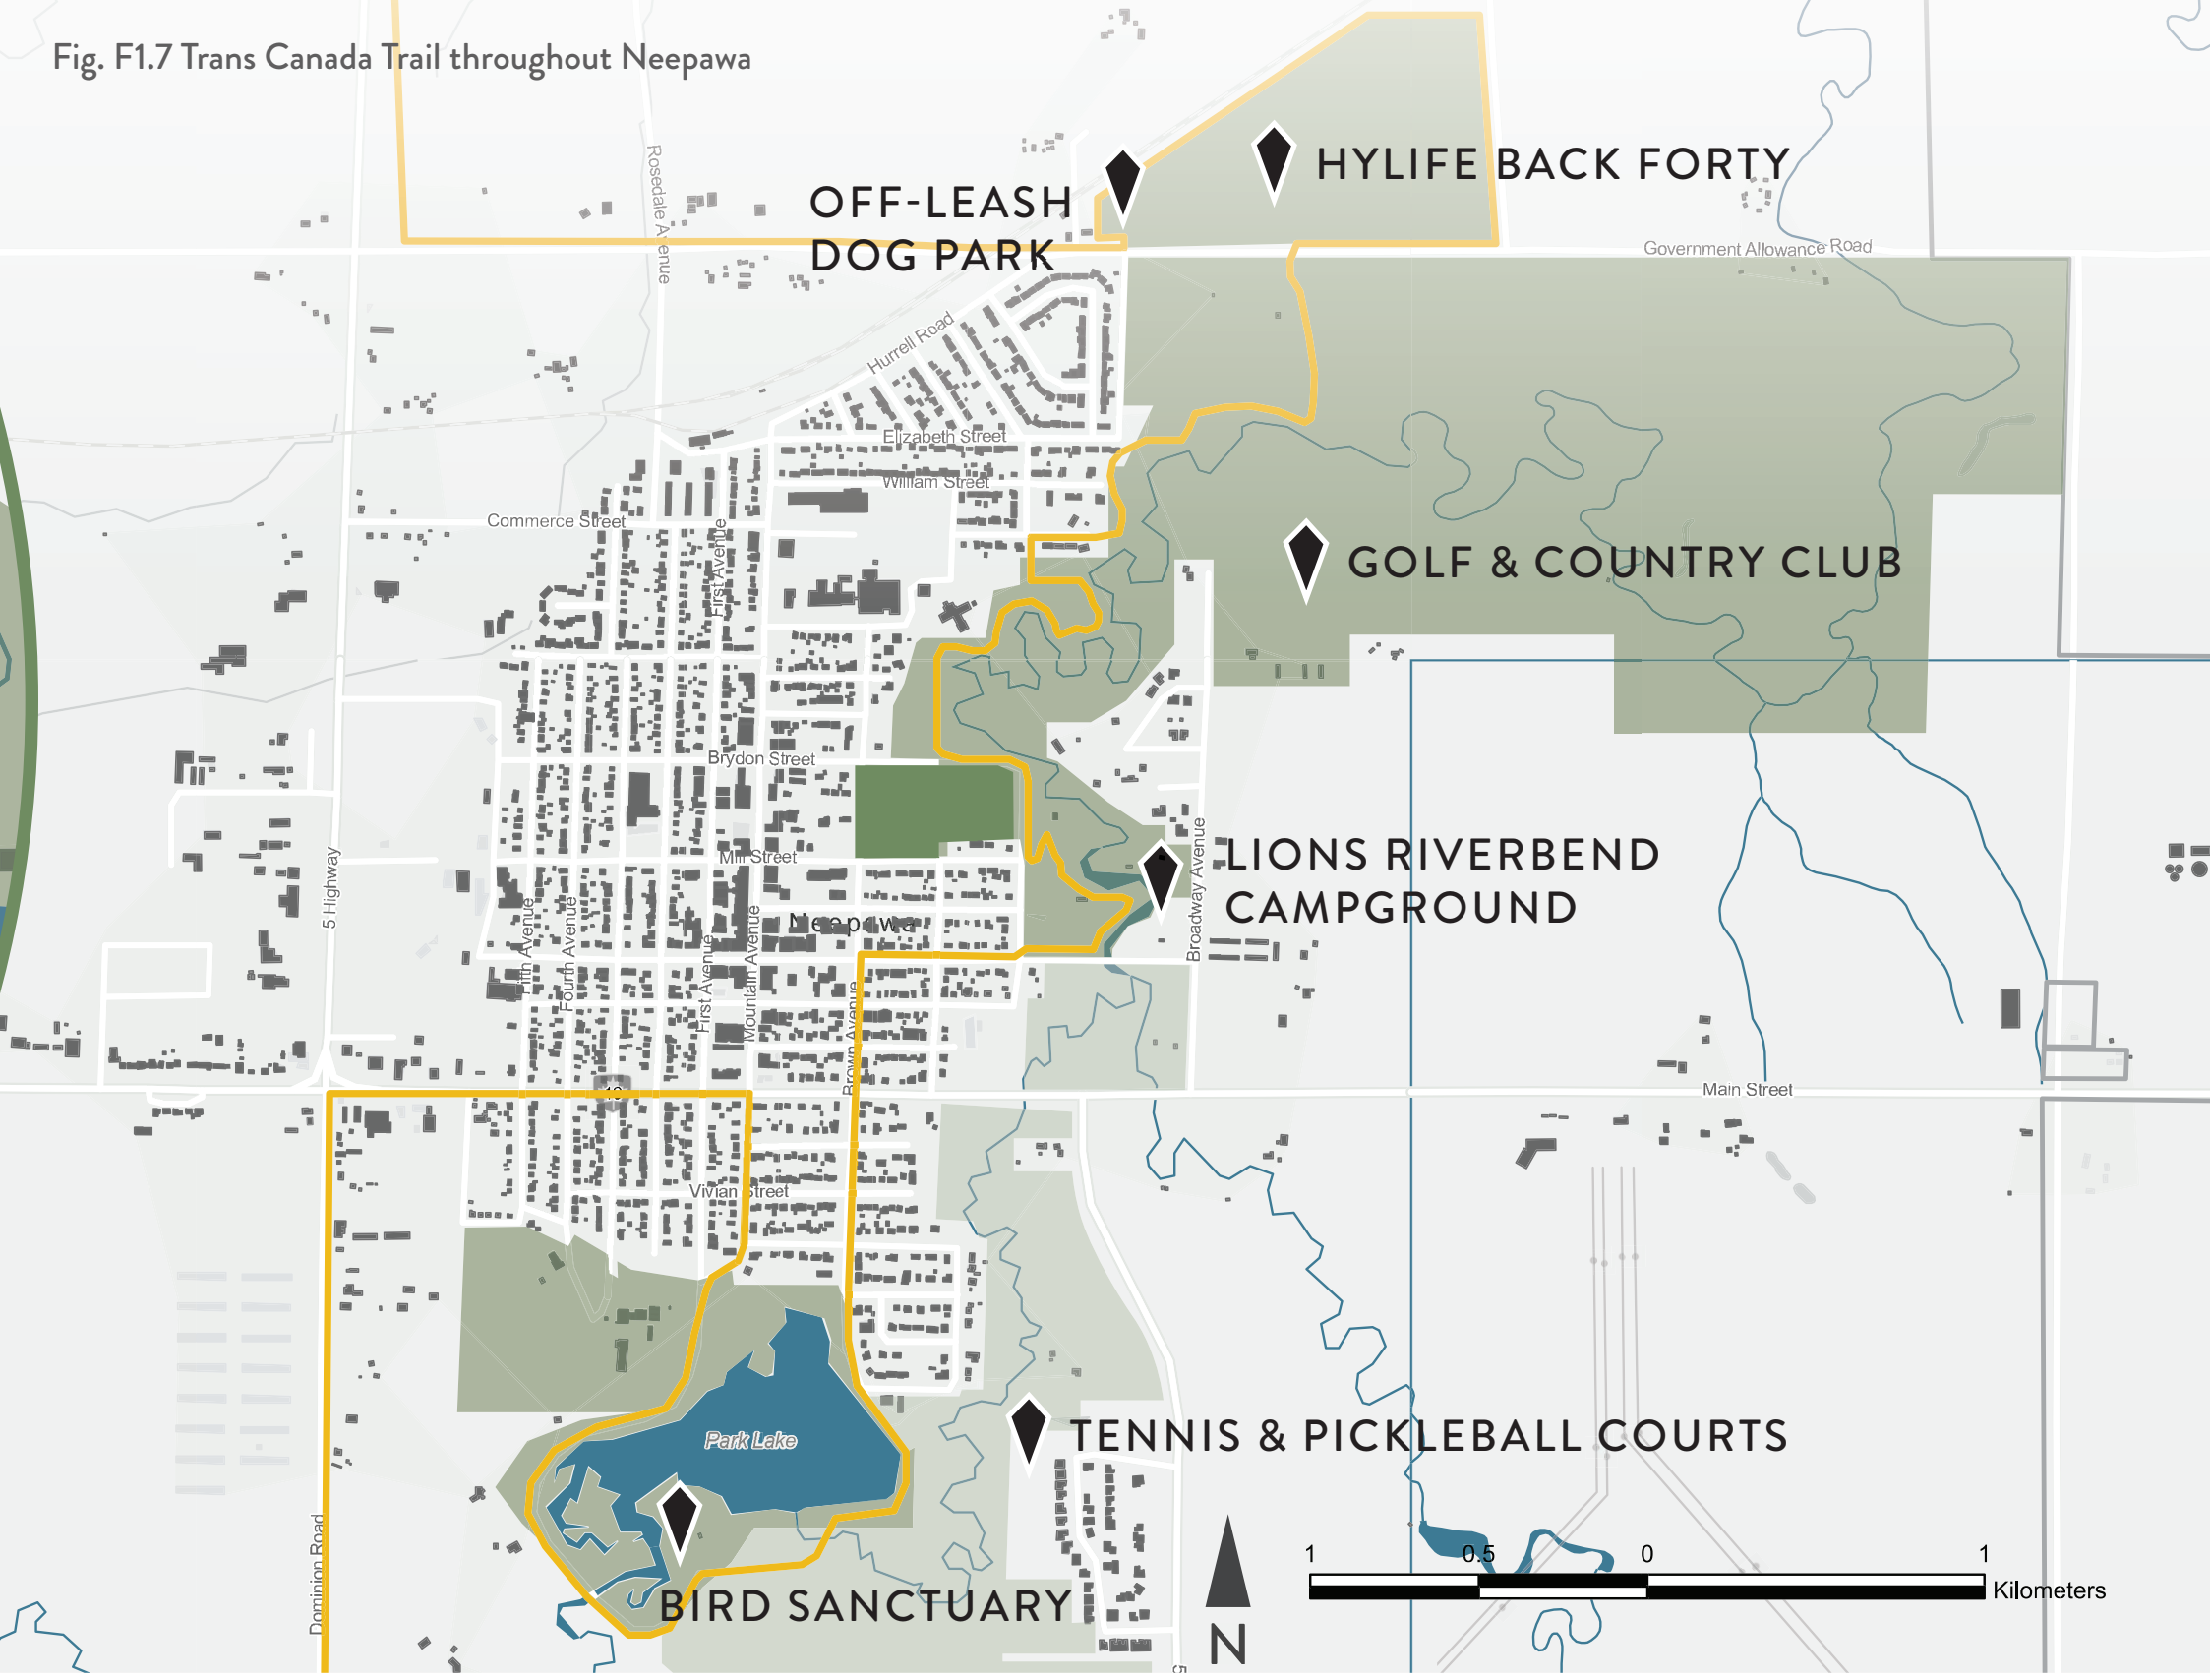 Fig. F1.7 Trans Canada Trail throughout Neepawa
Rosedale Avenue
HYLIFE BACK FORTY
OFF-LEASH
DOG PARK
Government Allowance Road
Hurrell Road
Elizabeth Street
William Street
Commerce Street
First Avenue
GOLF & COUNTRY CLUB
Brydon Street
Mill Street
5 Highway
LIONS RIVERBEND
CAMPGROUND
Broadway Avenue
Neepawa
Fifth Avenue
Fourth Avenue
First Avenue
Mountain Avenue
Brown Avenue
Main Street
Vivian Street
Park Lake
TENNIS & PICKLEBALL COURTS
Dominion Road
BIRD SANCTUARY
N
1 0.5 0 1
Kilometers
5